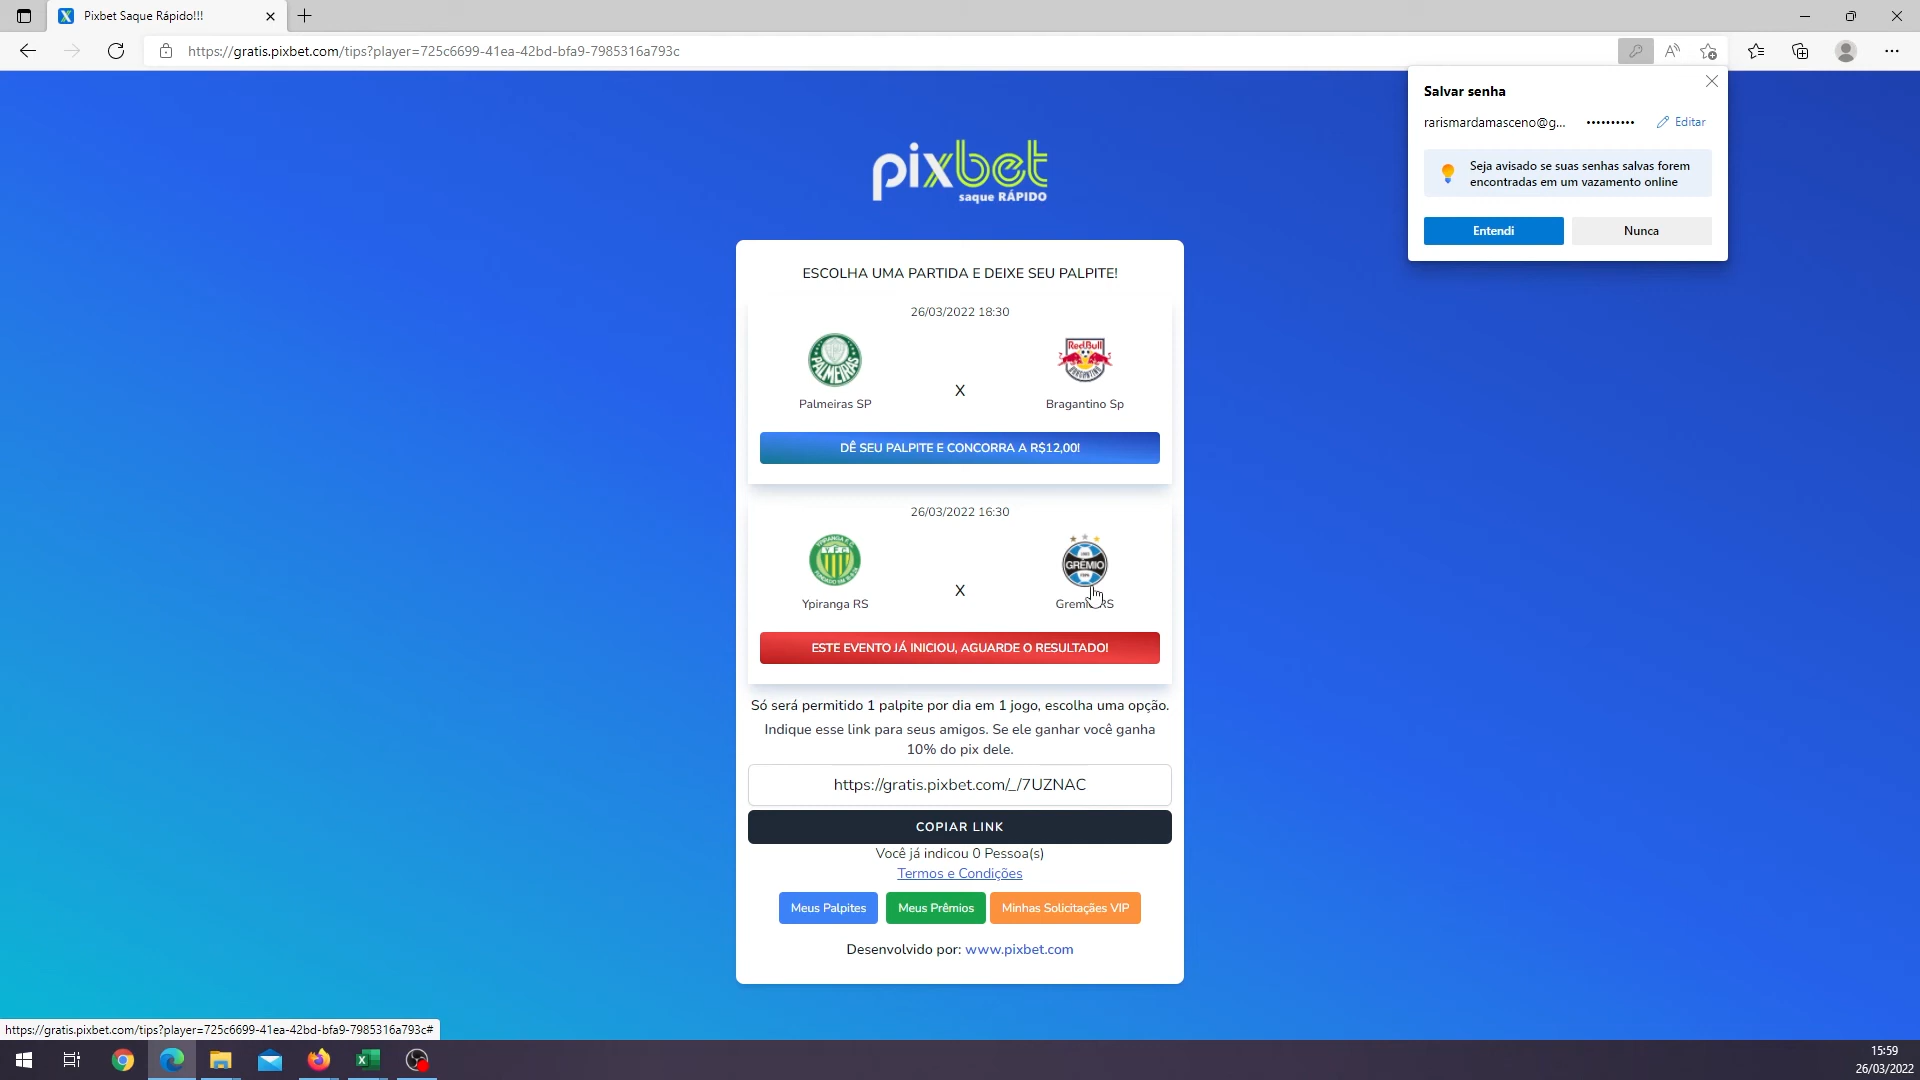 Pixbet Saque Rápido!!!
https://gratis.pixbet.com/tips?player=725c6699-41ea-42bd-bfa9-7985316a793c
Salvar senha
rarismardamasceno@g... •••••••••• Editar
Seja avisado se suas senhas salvas forem
encontradas em um vazamento online
Entendi Nunca
pixbet
saque RÁPIDO
ESCOLHA UMA PARTIDA E DEIXE SEU PALPITE!
26/03/2022 18:30
PALMEIRAS
RedBull
X
Palmeiras SP Bragantino Sp
DÊ SEU PALPITE E CONCORRA A R$12,00!
26/03/2022 16:30
YPIRANGA F.C.
Y.F.C
GRÊMIO
X
Ypiranga RS Gremio RS
ESTE EVENTO JÁ INICIOU, AGUARDE O RESULTADO!
Só será permitido 1 palpite por dia em 1 jogo, escolha uma opção.
Indique esse link para seus amigos. Se ele ganhar você ganha
10% do pix dele.
https://gratis.pixbet.com/_/7UZNAC
COPIAR LINK
Você já indicou 0 Pessoa(s)
Termos e Condições
Meus Palpites Meus Prêmios Minhas Solicitações VIP
Desenvolvido por: www.pixbet.com
https://gratis.pixbet.com/tips?player=725c6699-41ea-42bd-bfa9-7985316a793c#
15:59
26/03/2022